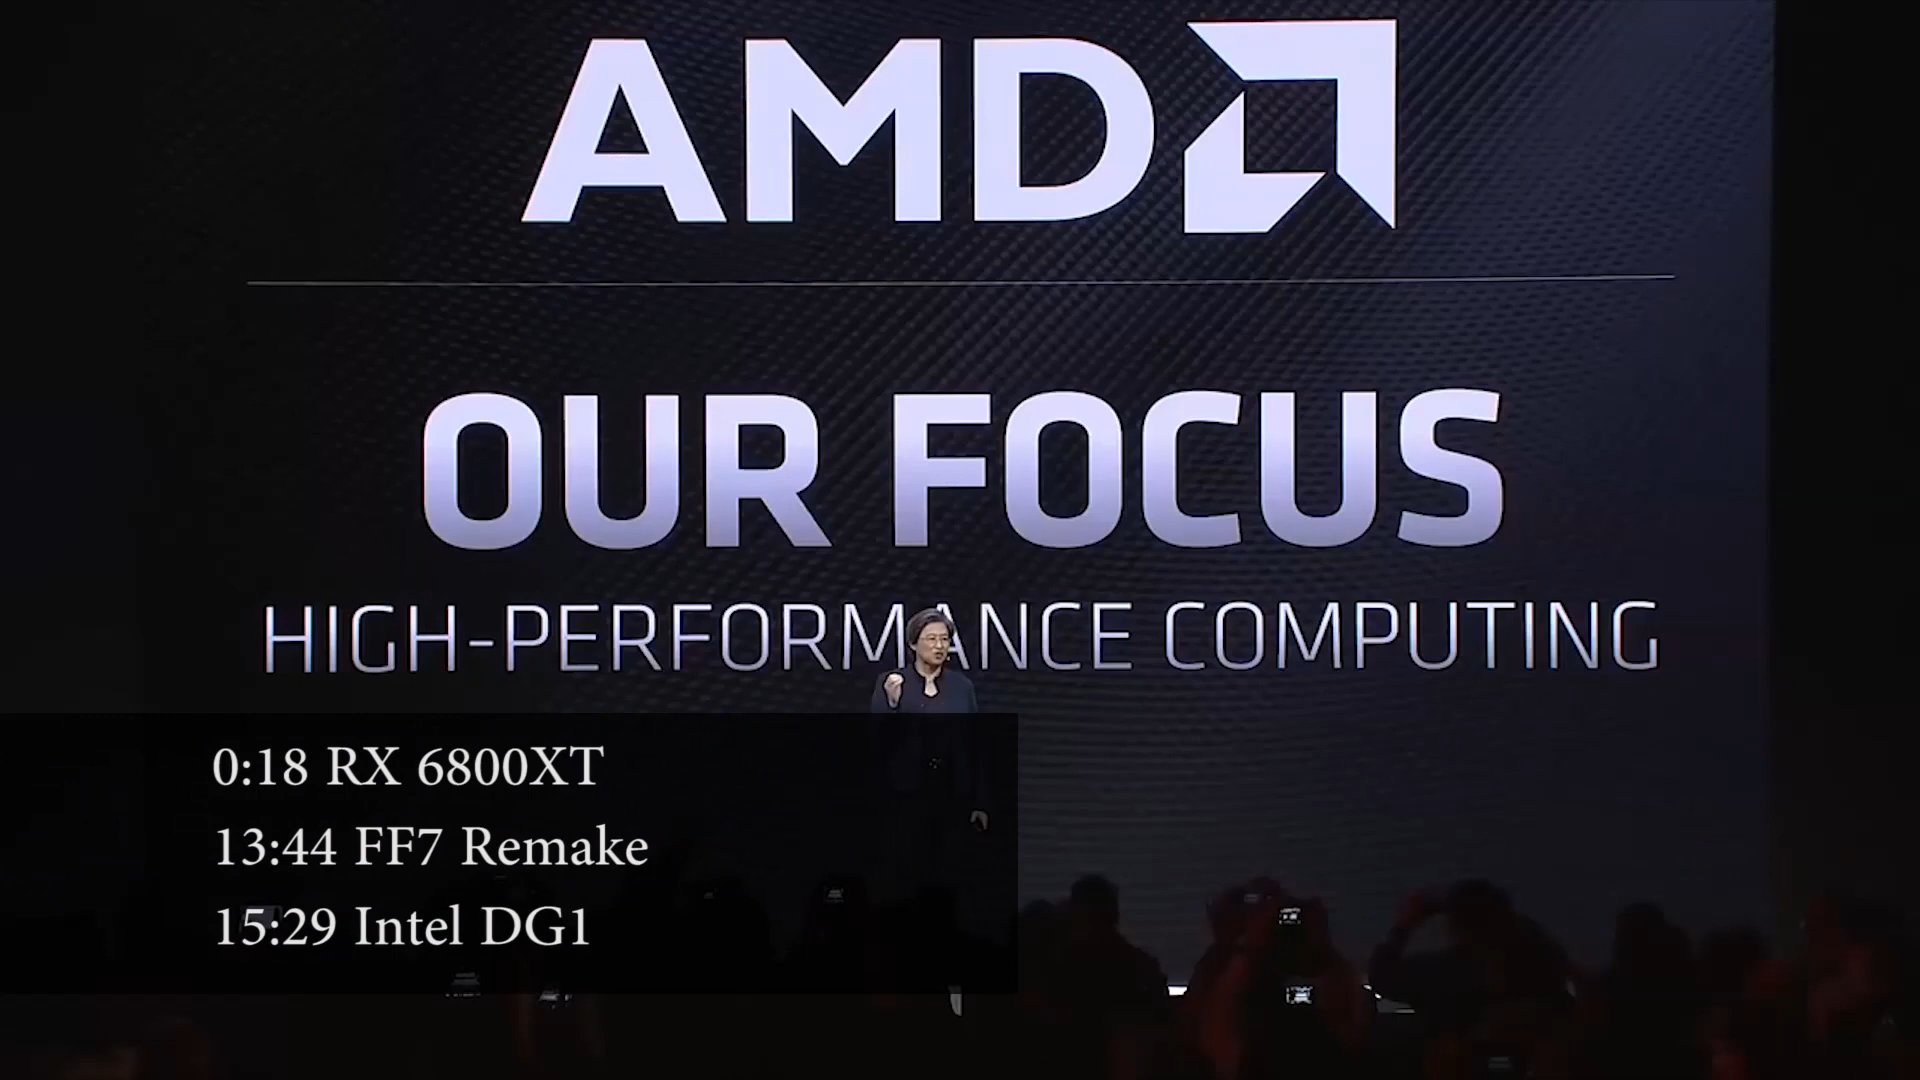 AMD
OUR FOCUS
HIGH-PERFORMANCE COMPUTING
0:18 RX 6800XT
13:44 FF7 Remake
15:29 Intel DG1